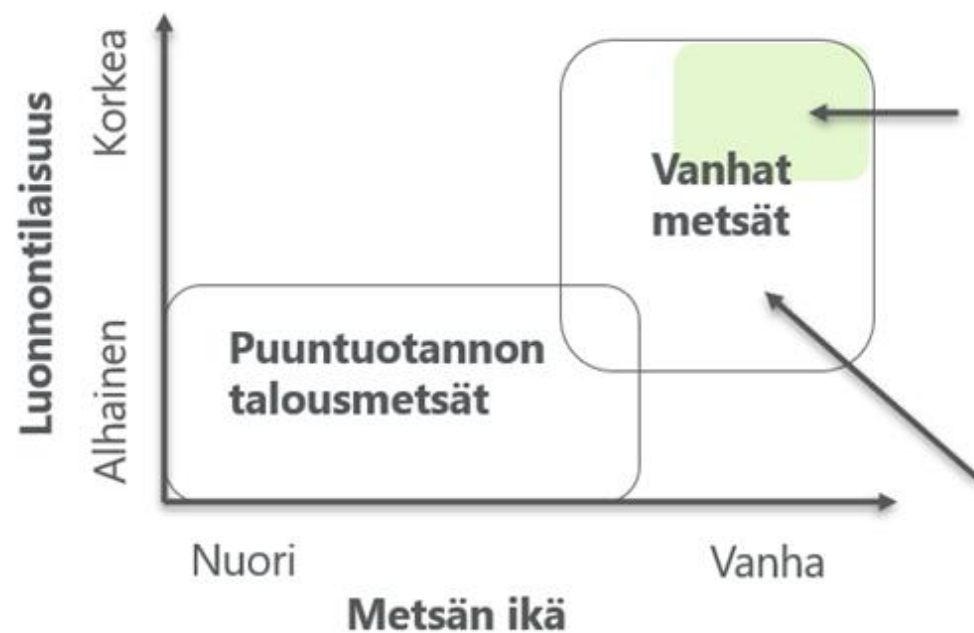 Luonnontilaisuus
Korkea
Alhainen
Vanhat
metsät
Puuntuotannon
talousmetsät
Nuori
Vanha
Metsän ikä